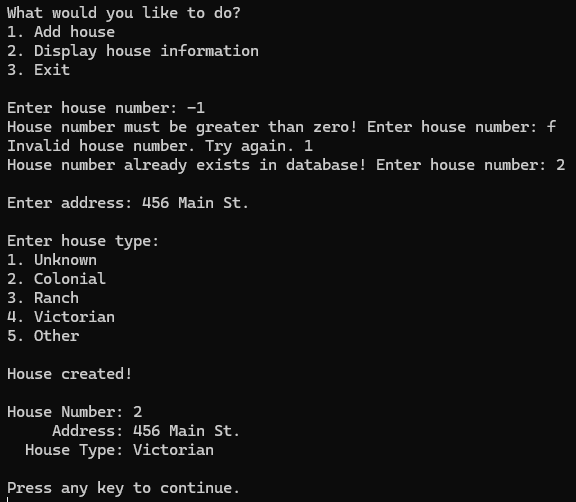 What would you like to do?
1. Add house
2. Display house information
3. Exit
Enter house number: -1
House number must be greater than zero! Enter house number: f
Invalid house number. Try again. 1
House number already exists in database! Enter house number: 2
Enter address: 456 Main St.
Enter house type:
1. Unknown
2. Colonial
3. Ranch
4. Victorian
5. Other
House created!
House Number: 2
Address: 456 Main St.
House Type: Victorian
Press any key to continue.